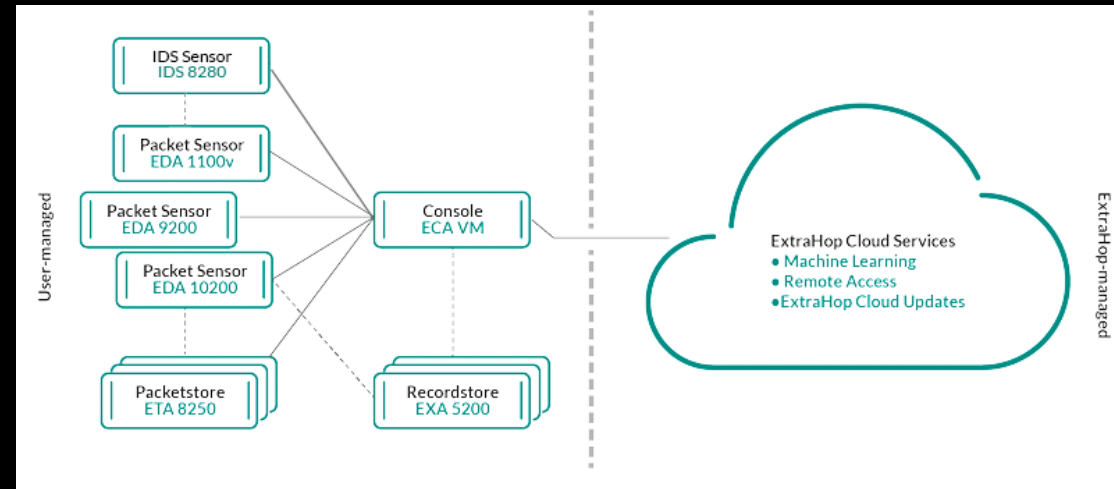 User-managed
IDS Sensor
IDS 8280
Packet Sensor
EDA 1100v
Packet Sensor
EDA 9200
Packet Sensor
EDA 10200
Packetstore
ETA 8250
Console
ECA VM
Recordstore
EXA 5200
ExtraHop Cloud Services
● Machine Learning
● Remote Access
●ExtraHop Cloud Updates
ExtraHop-managed